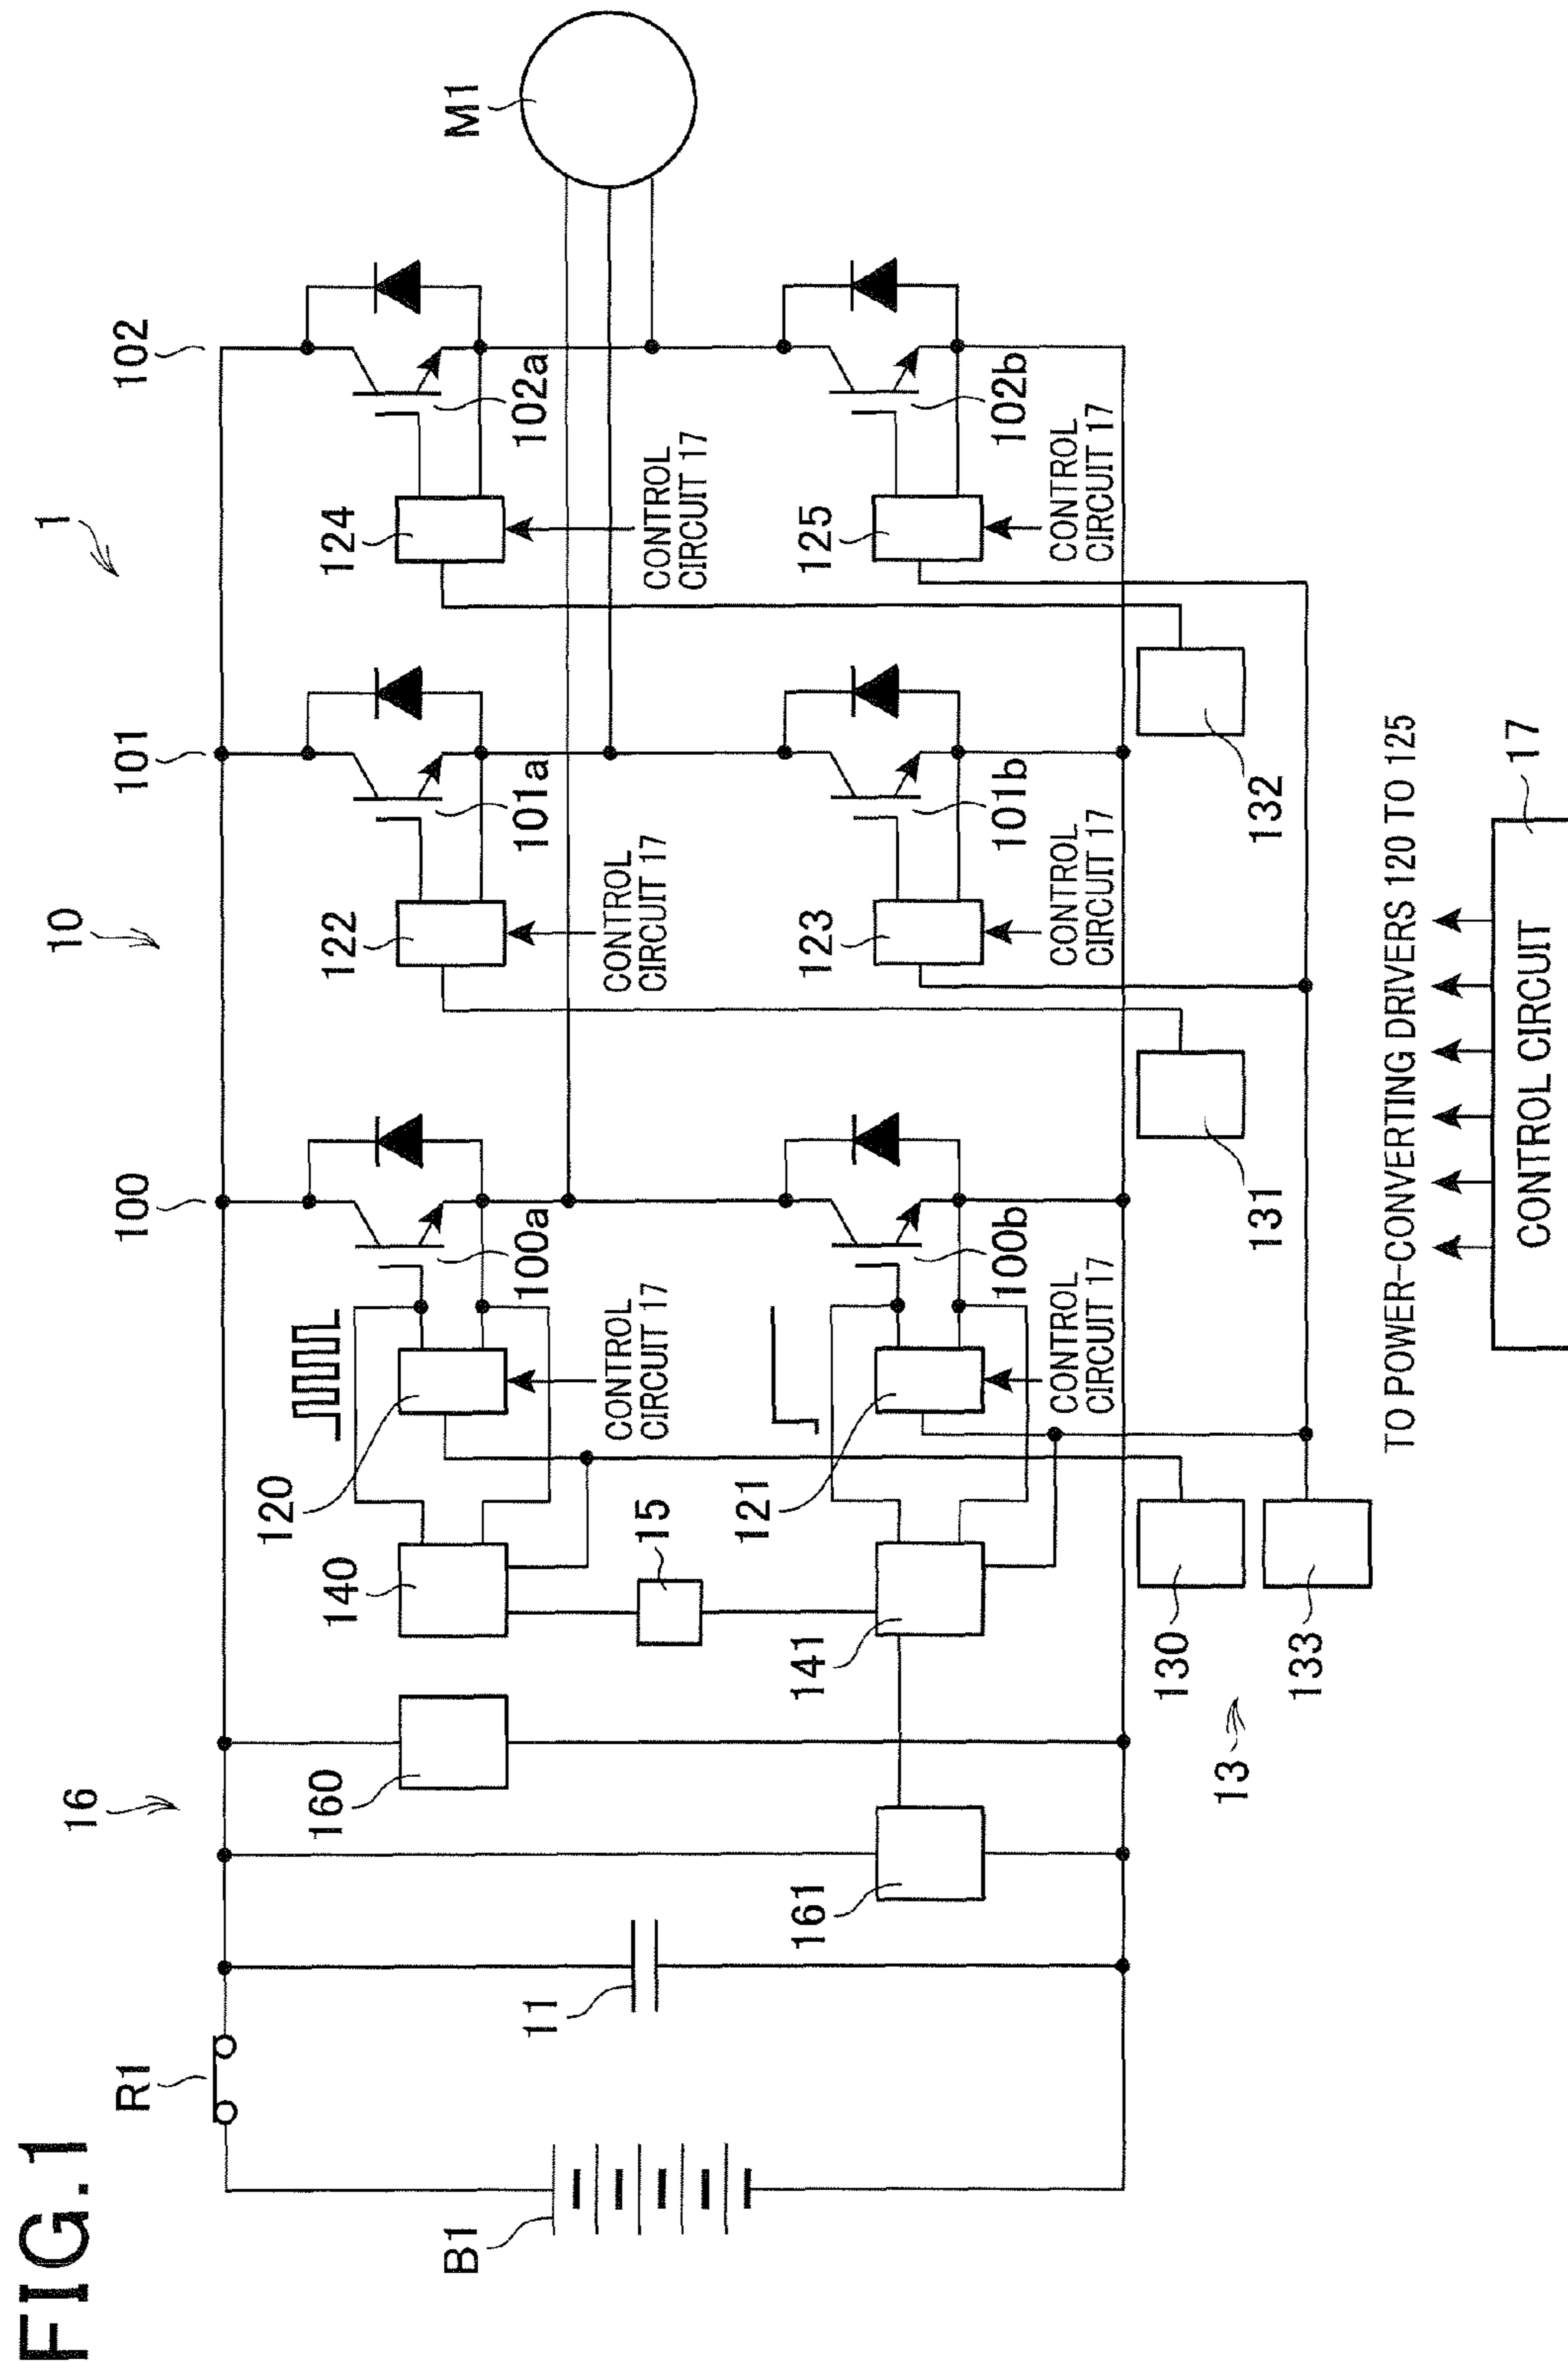 FIG.1
1
10
16
R1
100
101
102
M1
B1
11
160
161
140
141
15
120
121
122
123
124
125
100a
100b
101a
101b
102a
102b
CONTROL
CIRCUIT 17
CONTROL
CIRCUIT 17
CONTROL
CIRCUIT 17
CONTROL
CIRCUIT 17
CONTROL
CIRCUIT 17
CONTROL
CIRCUIT 17
13
130
133
131
132
TO POWER-CONVERTING DRIVERS 120 TO 125
CONTROL CIRCUIT
17